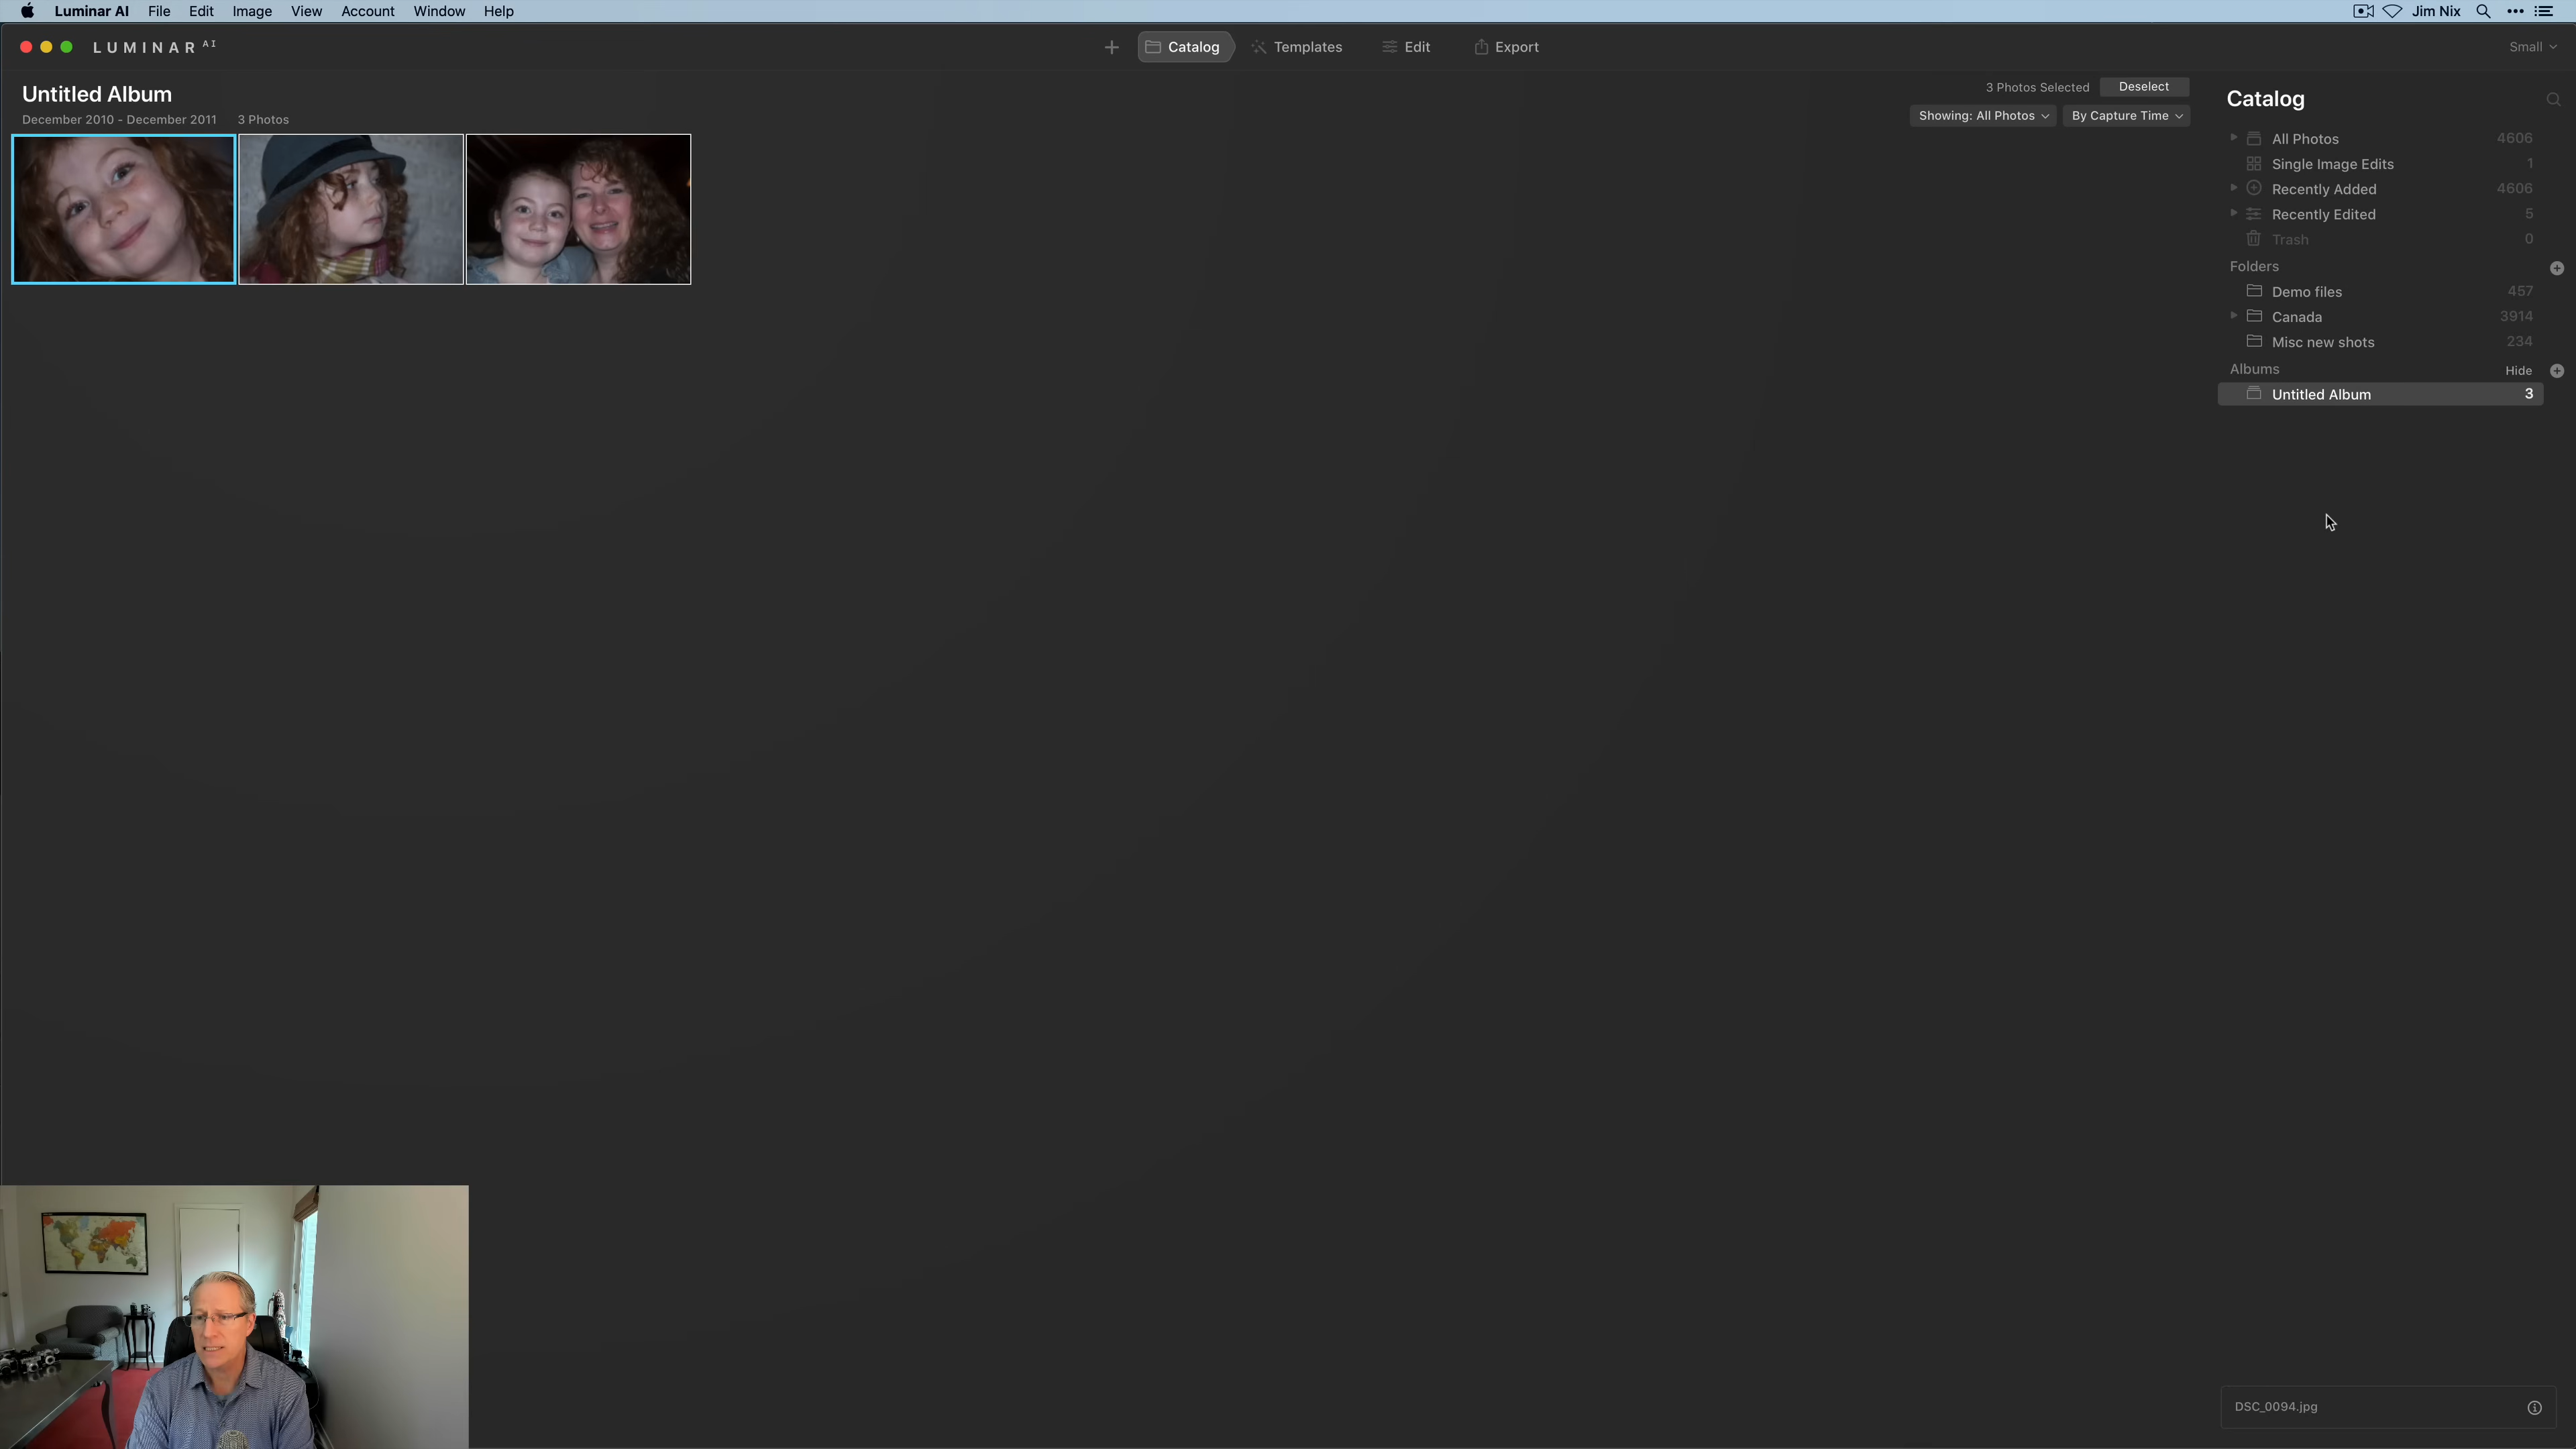 Luminar AI File Edit Image View Account Window Help Jim Nix
LUMINAR AI Catalog Templates Edit Export Small
Untitled Album
December 2010 - December 2011 3 Photos
3 Photos Selected Deselect
Showing: All Photos By Capture Time
Catalog
All Photos 4606
Single Image Edits 1
Recently Added 4606
Recently Edited 5
Trash 0
Folders
Demo files 457
Canada 3914
Misc new shots 234
Albums Hide
Untitled Album 3
DSC_0094.jpg